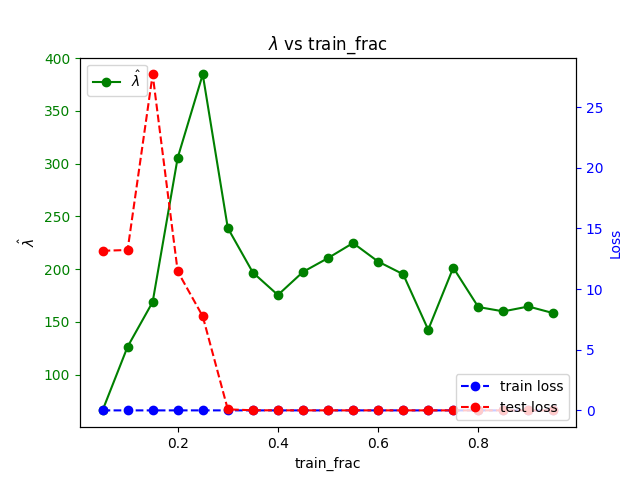 λ vs train_frac
400
350
300
250
200
150
100
λ̂
λ̂
25
20
15
10
5
0
Loss
train loss
test loss
0.2 0.4 0.6 0.8
train_frac